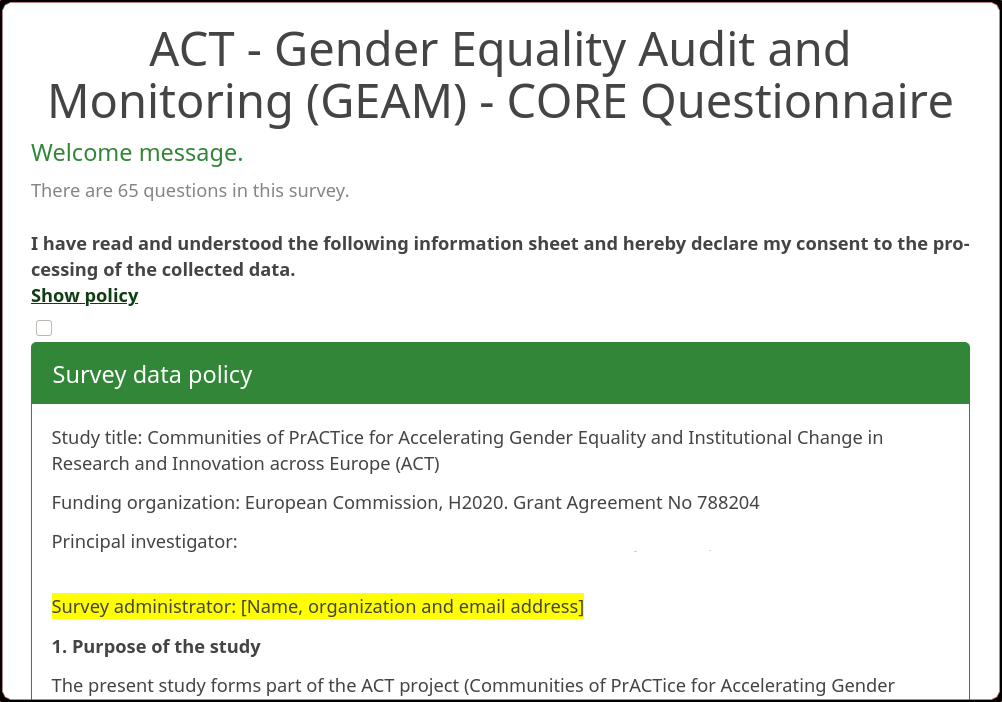 ACT - Gender Equality Audit and
Monitoring (GEAM) - CORE Questionnaire
Welcome message.
There are 65 questions in this survey.
I have read and understood the following information sheet and hereby declare my consent to the pro-
cessing of the collected data.
Show policy
Survey data policy
Study title: Communities of PrACTice for Accelerating Gender Equality and Institutional Change in
Research and Innovation across Europe (ACT)
Funding organization: European Commission, H2020. Grant Agreement No 788204
Principal investigator:
Survey administrator: [Name, organization and email address]
1. Purpose of the study
The present study forms part of the ACT project (Communities of PrACTice for Accelerating Gender